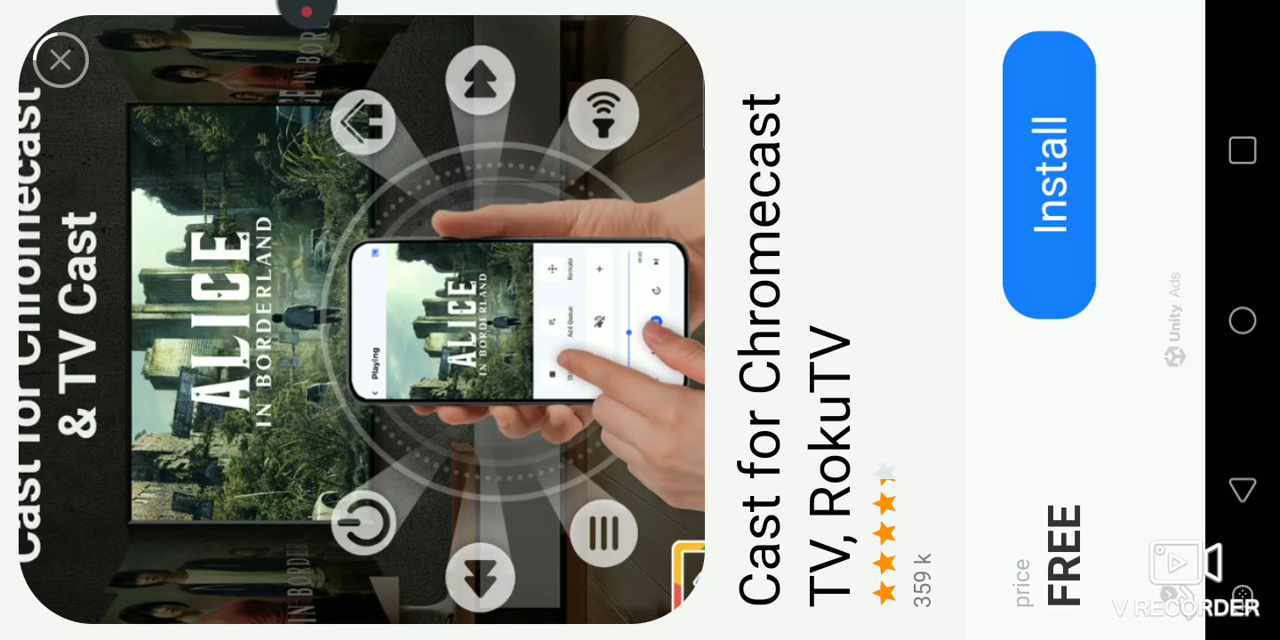 Cast for Chromecast
& TV Cast
ALICE
IN BORDERLAND
Playing
ALICE
IN BORDERLAND
Add Queue
Remote
Cast for Chromecast
TV, RokuTV
359 k
price
FREE
Install
Unity Ads
V RECORDER